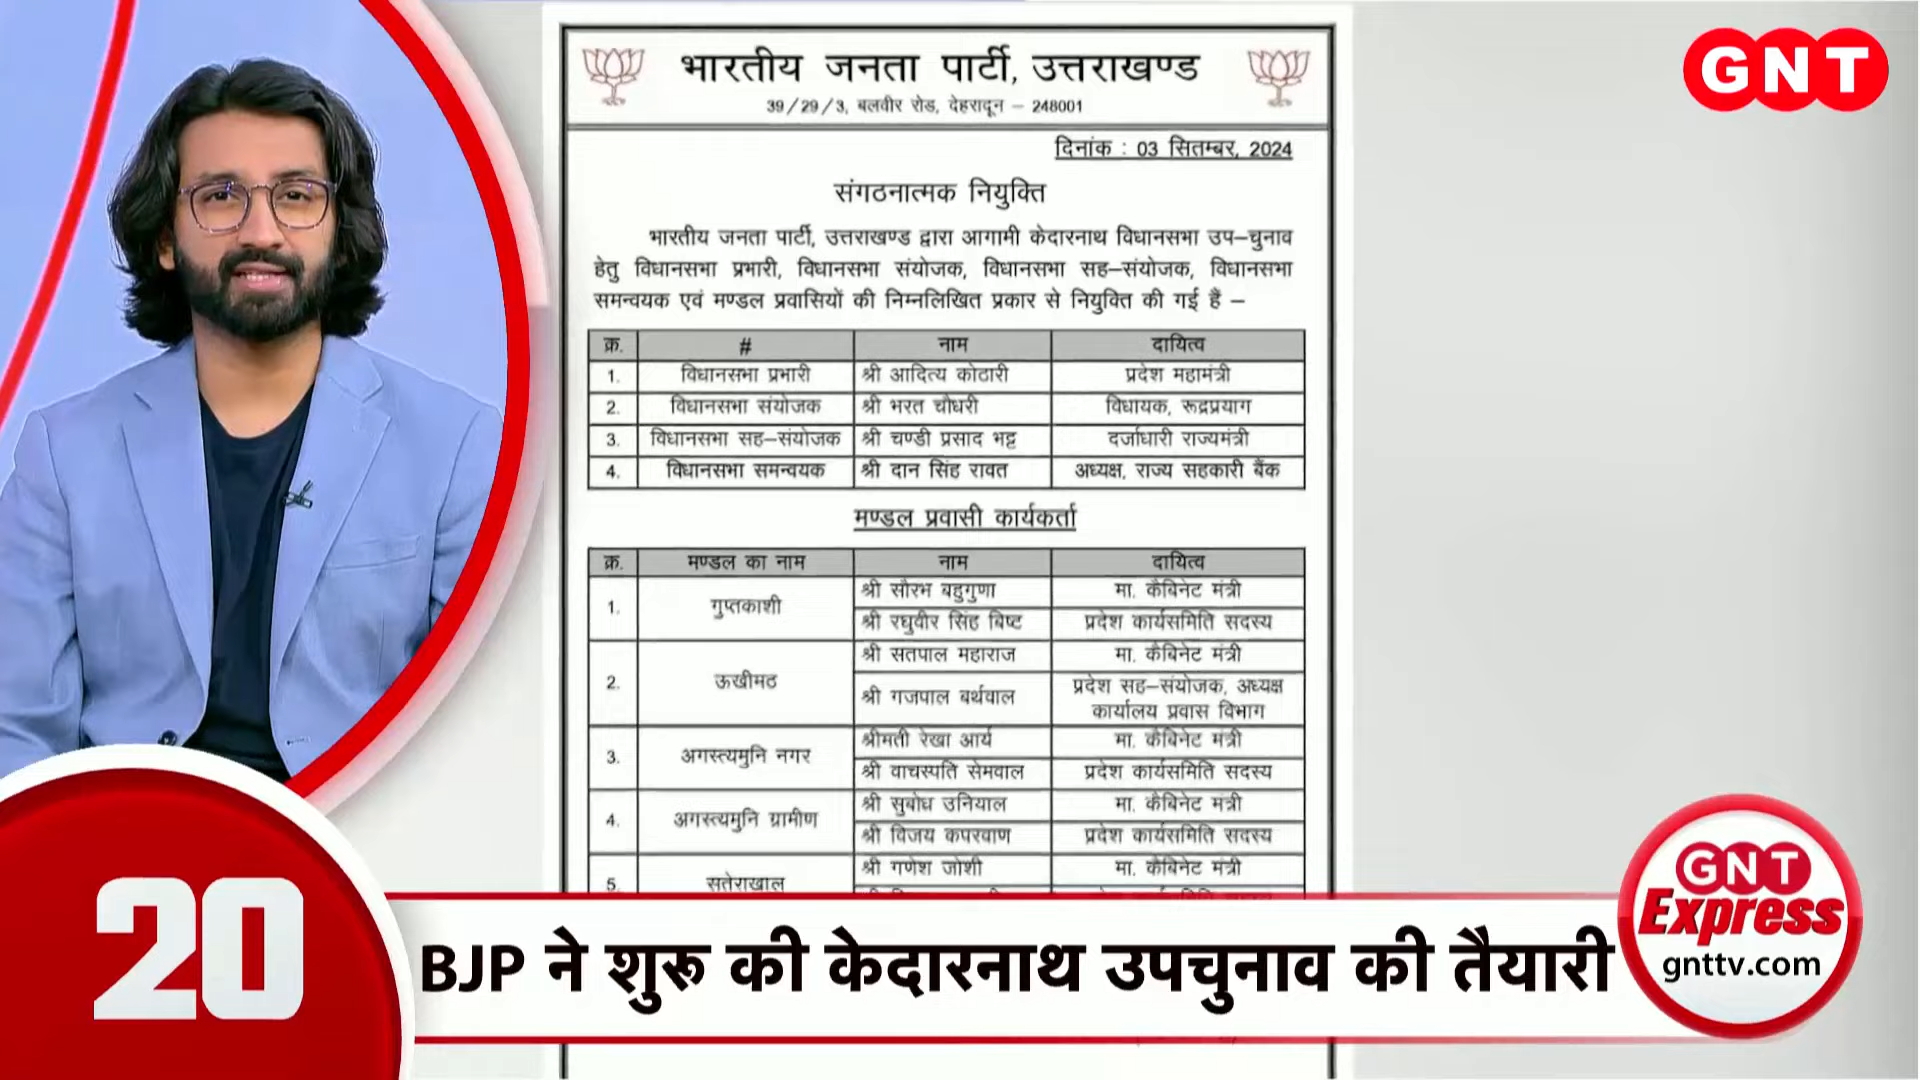 GNT
भारतीय जनता पार्टी, उत्तराखण्ड
39/29/3, बलवीर रोड, देहरादून – 248001
दिनांक : 03 सितम्बर, 2024
संगठनात्मक नियुक्ति
भारतीय जनता पार्टी, उत्तराखण्ड द्वारा आगामी केदारनाथ विधानसभा उप–चुनाव
हेतु विधानसभा प्रभारी, विधानसभा संयोजक, विधानसभा सह–संयोजक, विधानसभा
समन्वयक एवं मण्डल प्रवासियों की निम्नलिखित प्रकार से नियुक्ति की गई हैं –
क्र. # नाम दायित्व
1. विधानसभा प्रभारी श्री आदित्य कोठारी प्रदेश महामंत्री
2. विधानसभा संयोजक श्री भरत चौधरी विधायक, रूद्रप्रयाग
3. विधानसभा सह–संयोजक श्री चण्डी प्रसाद भट्ट दर्जाधारी राज्यमंत्री
4. विधानसभा समन्वयक श्री दान सिंह रावत अध्यक्ष, राज्य सहकारी बैंक
मण्डल प्रवासी कार्यकर्ता
क्र. मण्डल का नाम नाम दायित्व
1. गुप्तकाशी श्री सौरभ बहुगुणा मा. कैबिनेट मंत्री
श्री रघुवीर सिंह बिष्ट प्रदेश कार्यसमिति सदस्य
2. ऊखीमठ श्री सतपाल महाराज मा. कैबिनेट मंत्री
श्री गजपाल बर्थवाल प्रदेश सह–संयोजक, अध्यक्ष
कार्यालय प्रवास विभाग
3. अगस्त्यमुनि नगर श्रीमती रेखा आर्य मा. कैबिनेट मंत्री
श्री वाचस्पति सेमवाल प्रदेश कार्यसमिति सदस्य
4. अगस्त्यमुनि ग्रामीण श्री सुबोध उनियाल मा. कैबिनेट मंत्री
श्री विजय कपरवाण प्रदेश कार्यसमिति सदस्य
5. सतेराखाल श्री गणेश जोशी मा. कैबिनेट मंत्री
20
BJP ने शुरू की केदारनाथ उपचुनाव की तैयारी
GNT
Express
gnttv.com